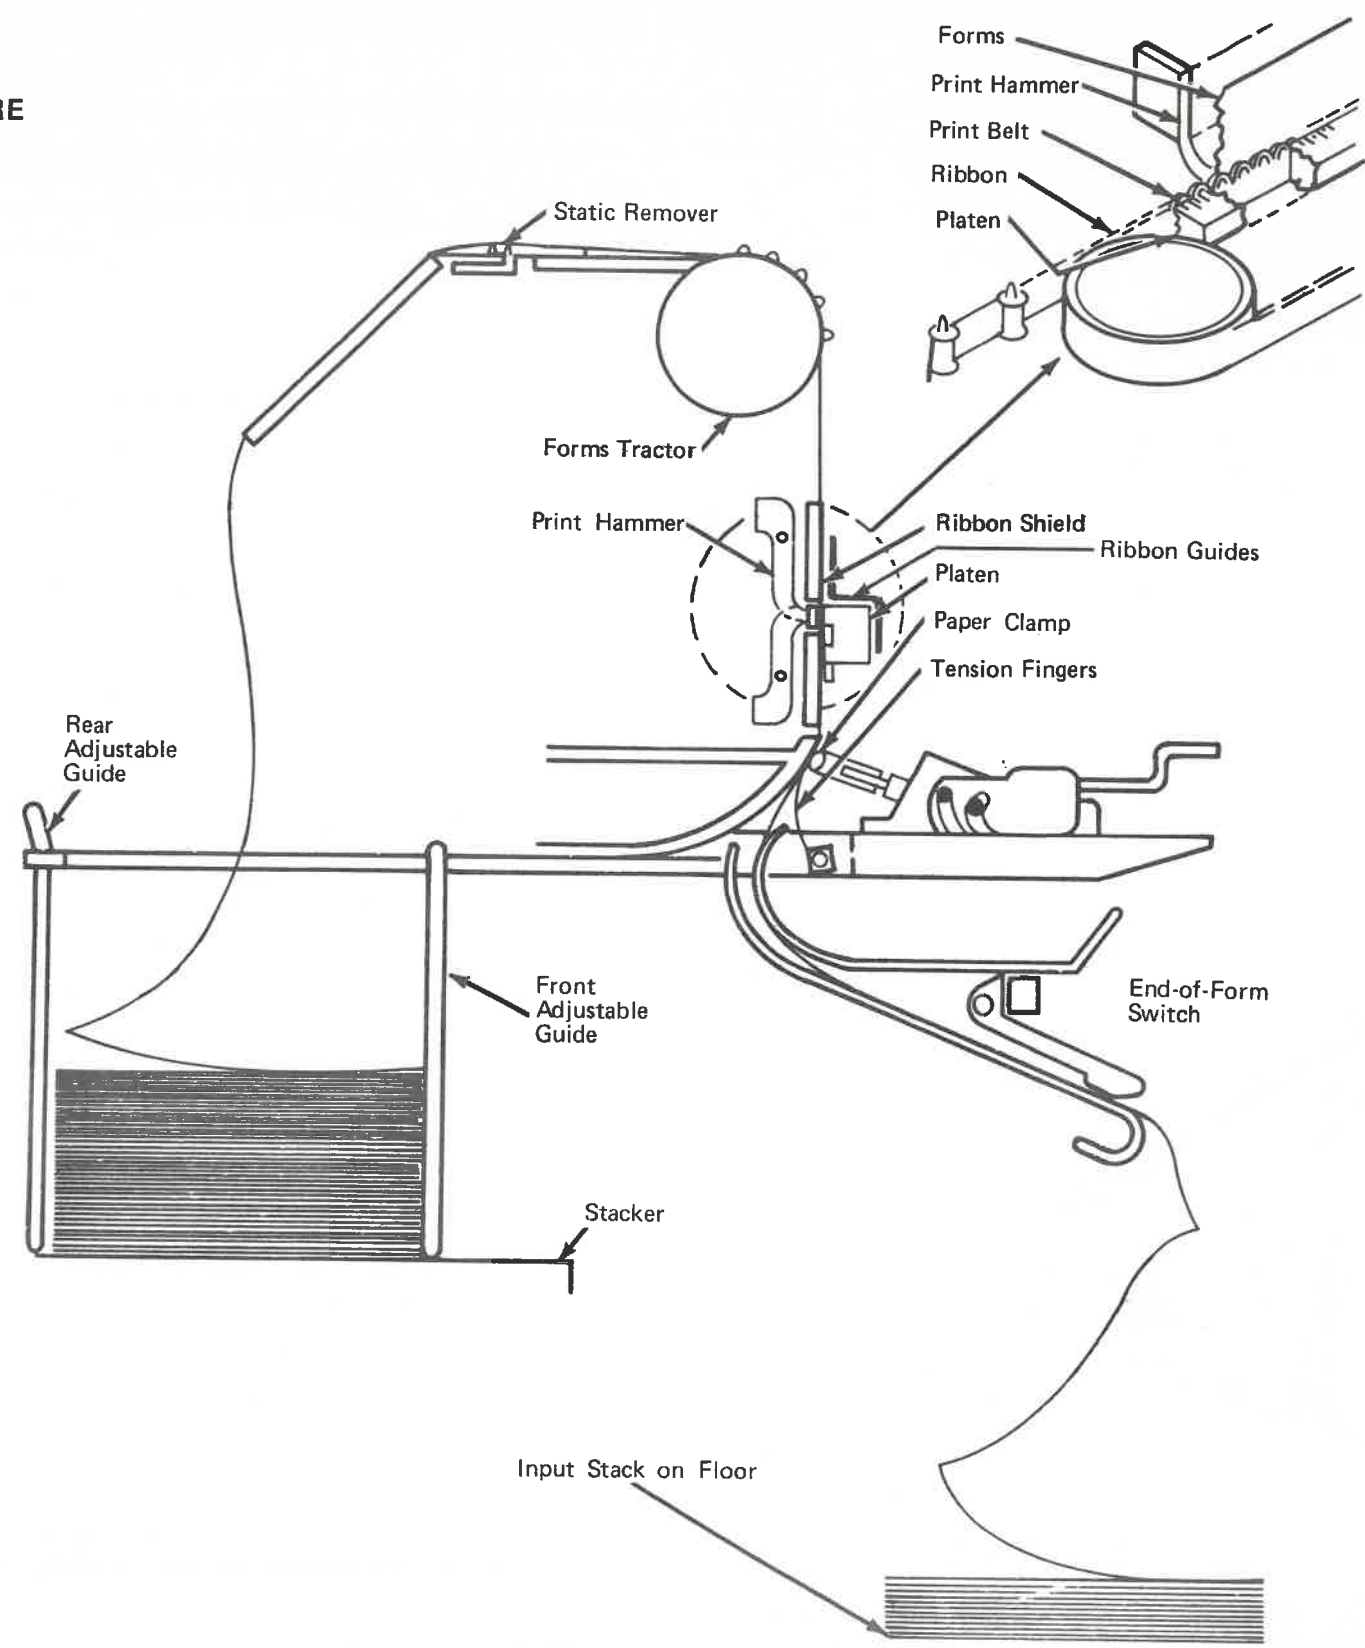 Forms
Print Hammer
Print Belt
Ribbon
Platen
Static Remover
Forms Tractor
Print Hammer
Ribbon Shield
Ribbon Guides
Platen
Paper Clamp
Tension Fingers
Rear
Adjustable
Guide
Front
Adjustable
Guide
End-of-Form
Switch
Stacker
Input Stack on Floor